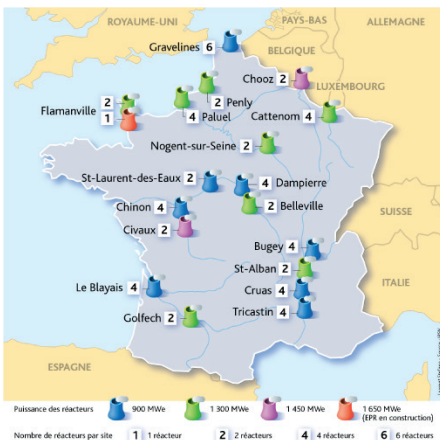 ROYAUME-UNI
PAYS-BAS
ALLEMAGNE
Gravelines 6
BELGIQUE
Chooz 2
LUXEMBOURG
2
Flamanville
1
2 Penly
4 Paluel
Cattenom 4
Nogent-sur-Seine 2
St-Laurent-des-Eaux 2
4 Dampierre
Chinon 4
2 Belleville
Civaux 2
SUISSE
Bugey 4
St-Alban 2
ITALIE
Le Blayais 4
Cruas 4
Tricastin 4
Golfech 2
ESPAGNE
Puissance des réacteurs 900 MWe 1 300 MWe 1 450 MWe 1 650 MWe
(EPR en construction)
Nombre de réacteurs par site 1 1 réacteur 2 2 réacteurs 4 4 réacteurs 6 6 réacteurs